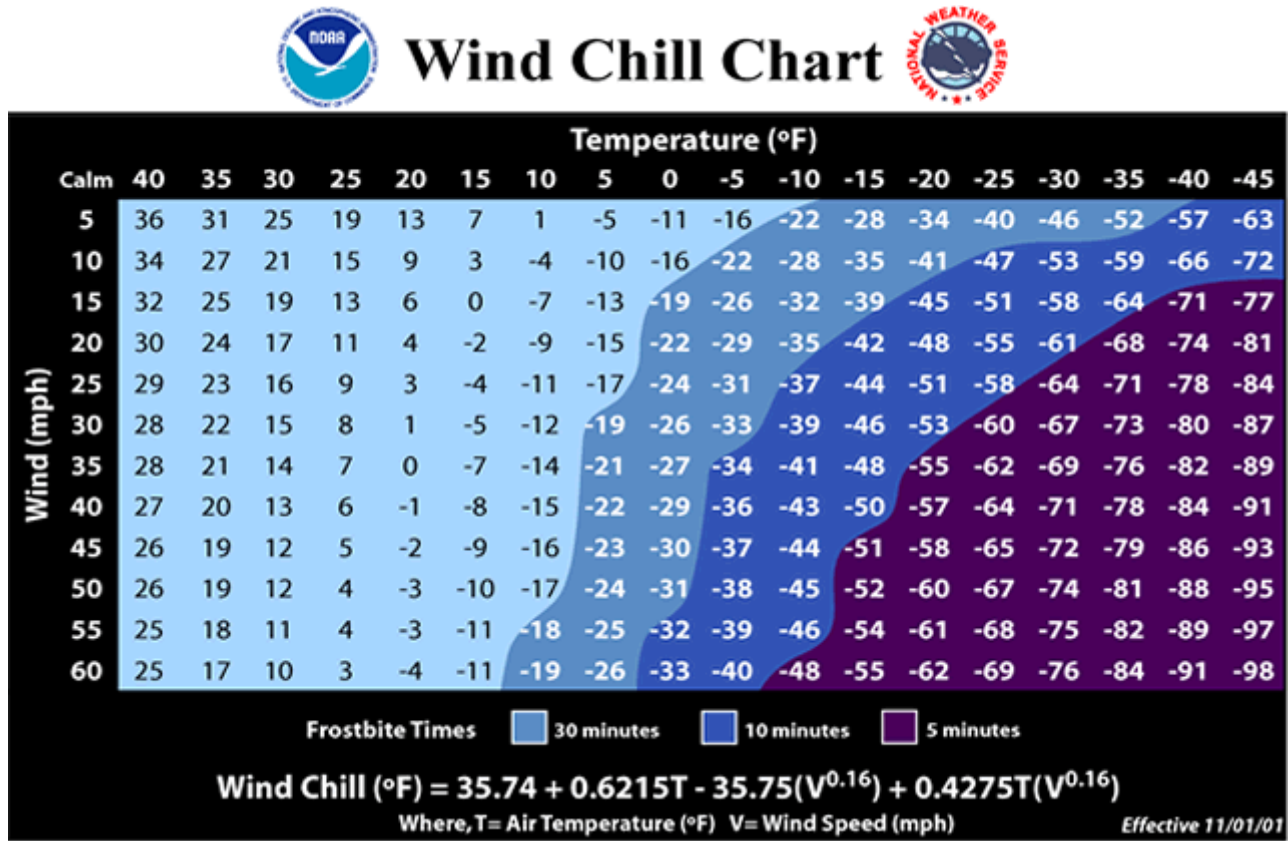 NOAA
Wind Chill Chart
NATIONAL WEATHER SERVICE
Temperature (ºF)
Calm 40 35 30 25 20 15 10 5 0 -5 -10 -15 -20 -25 -30 -35 -40 -45
Wind (mph)
5 36 31 25 19 13 7 1 -5 -11 -16 -22 -28 -34 -40 -46 -52 -57 -63
10 34 27 21 15 9 3 -4 -10 -16 -22 -28 -35 -41 -47 -53 -59 -66 -72
15 32 25 19 13 6 0 -7 -13 -19 -26 -32 -39 -45 -51 -58 -64 -71 -77
20 30 24 17 11 4 -2 -9 -15 -22 -29 -35 -42 -48 -55 -61 -68 -74 -81
25 29 23 16 9 3 -4 -11 -17 -24 -31 -37 -44 -51 -58 -64 -71 -78 -84
30 28 22 15 8 1 -5 -12 -19 -26 -33 -39 -46 -53 -60 -67 -73 -80 -87
35 28 21 14 7 0 -7 -14 -21 -27 -34 -41 -48 -55 -62 -69 -76 -82 -89
40 27 20 13 6 -1 -8 -15 -22 -29 -36 -43 -50 -57 -64 -71 -78 -84 -91
45 26 19 12 5 -2 -9 -16 -23 -30 -37 -44 -51 -58 -65 -72 -79 -86 -93
50 26 19 12 4 -3 -10 -17 -24 -31 -38 -45 -52 -60 -67 -74 -81 -88 -95
55 25 18 11 4 -3 -11 -18 -25 -32 -39 -46 -54 -61 -68 -75 -82 -89 -97
60 25 17 10 3 -4 -11 -19 -26 -33 -40 -48 -55 -62 -69 -76 -84 -91 -98
Frostbite Times 30 minutes 10 minutes 5 minutes
Wind Chill (ºF) = 35.74 + 0.6215T - 35.75(V^0.16) + 0.4275T(V^0.16)
Where, T= Air Temperature (ºF) V= Wind Speed (mph)
Effective 11/01/01